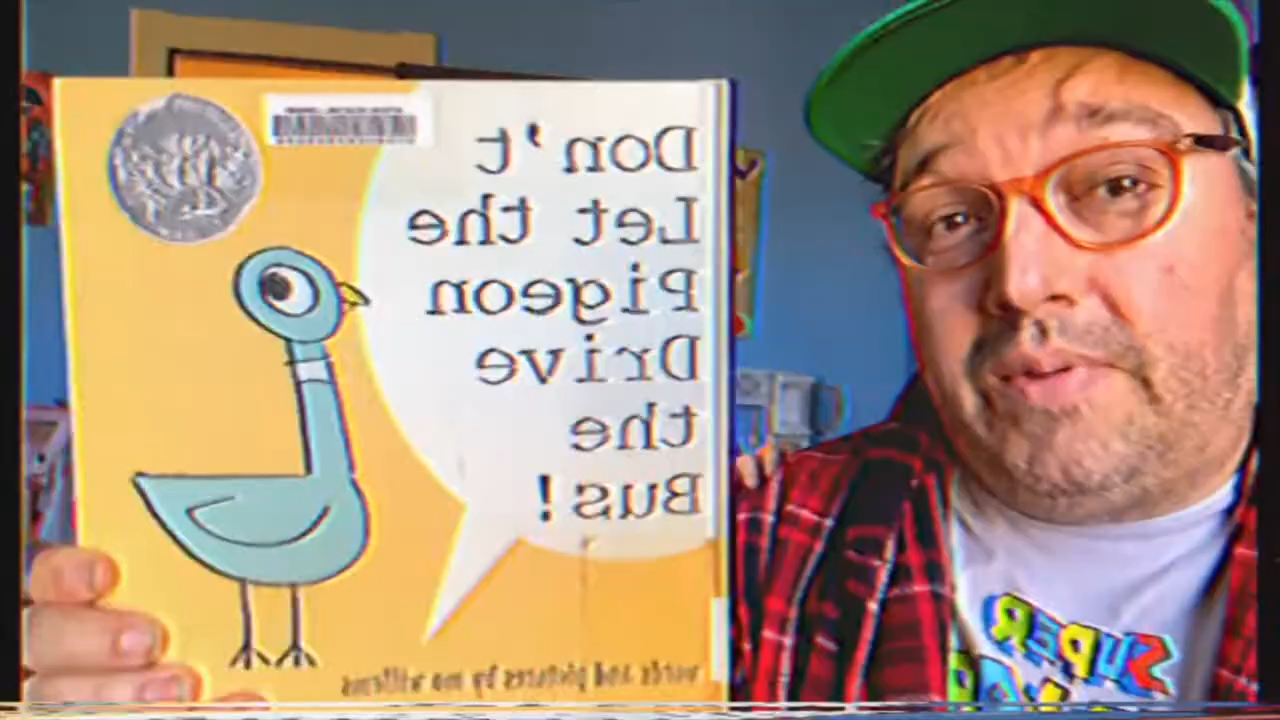 Don't
Let the
Pigeon
Drive
the
Bus!
words and pictures by mo willems
SUPER